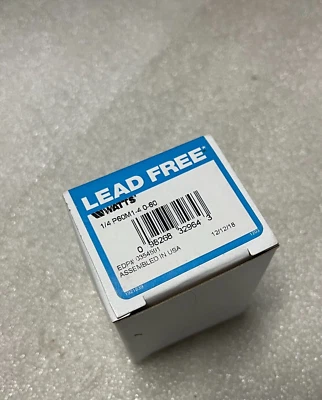 LEAD FREE®
WATTS®
1/4 P60M1-4 0-60
0 98268 32964 3
EDP# 0354591
12/12/18
ASSEMBLED IN USA